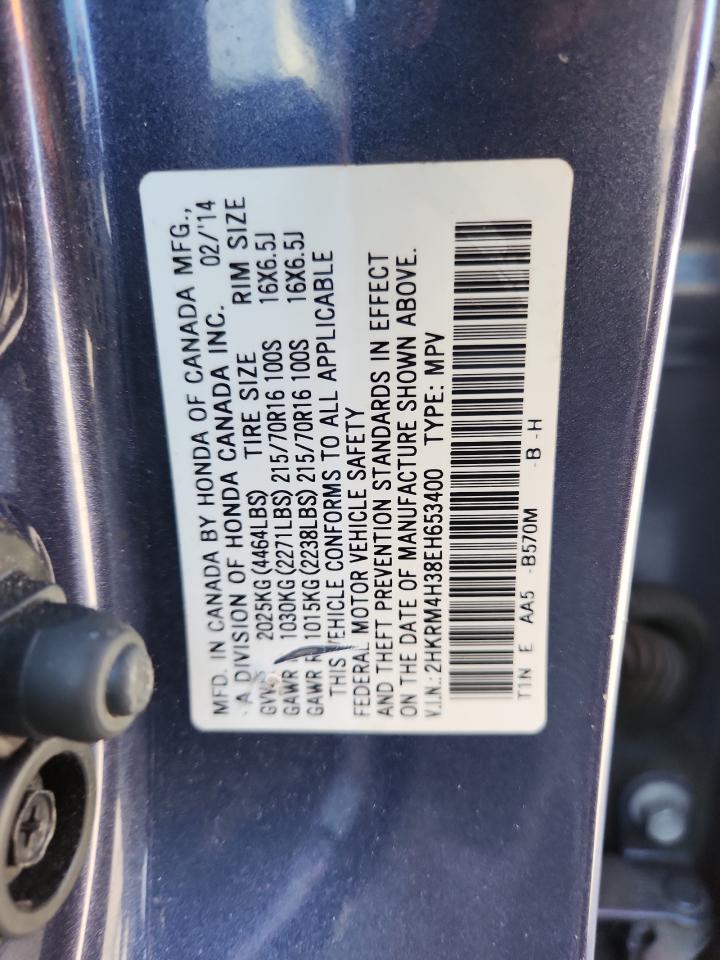 MFD. IN CANADA BY HONDA OF CANADA MFG.,
A DIVISION OF HONDA CANADA INC. 02/'14
GVWR 2025KG (4464LBS) TIRE SIZE RIM SIZE
GAWR 1030KG (2271LBS) 215/70R16 100S 16X6.5J
GAWR R 1015KG (2238LBS) 215/70R16 100S 16X6.5J
THIS VEHICLE CONFORMS TO ALL APPLICABLE
FEDERAL MOTOR VEHICLE SAFETY
AND THEFT PREVENTION STANDARDS IN EFFECT
ON THE DATE OF MANUFACTURE SHOWN ABOVE.
V.I.N.: 2HKRM4H38EH653400 TYPE: MPV
T1N E AA5 -B570M -B -H